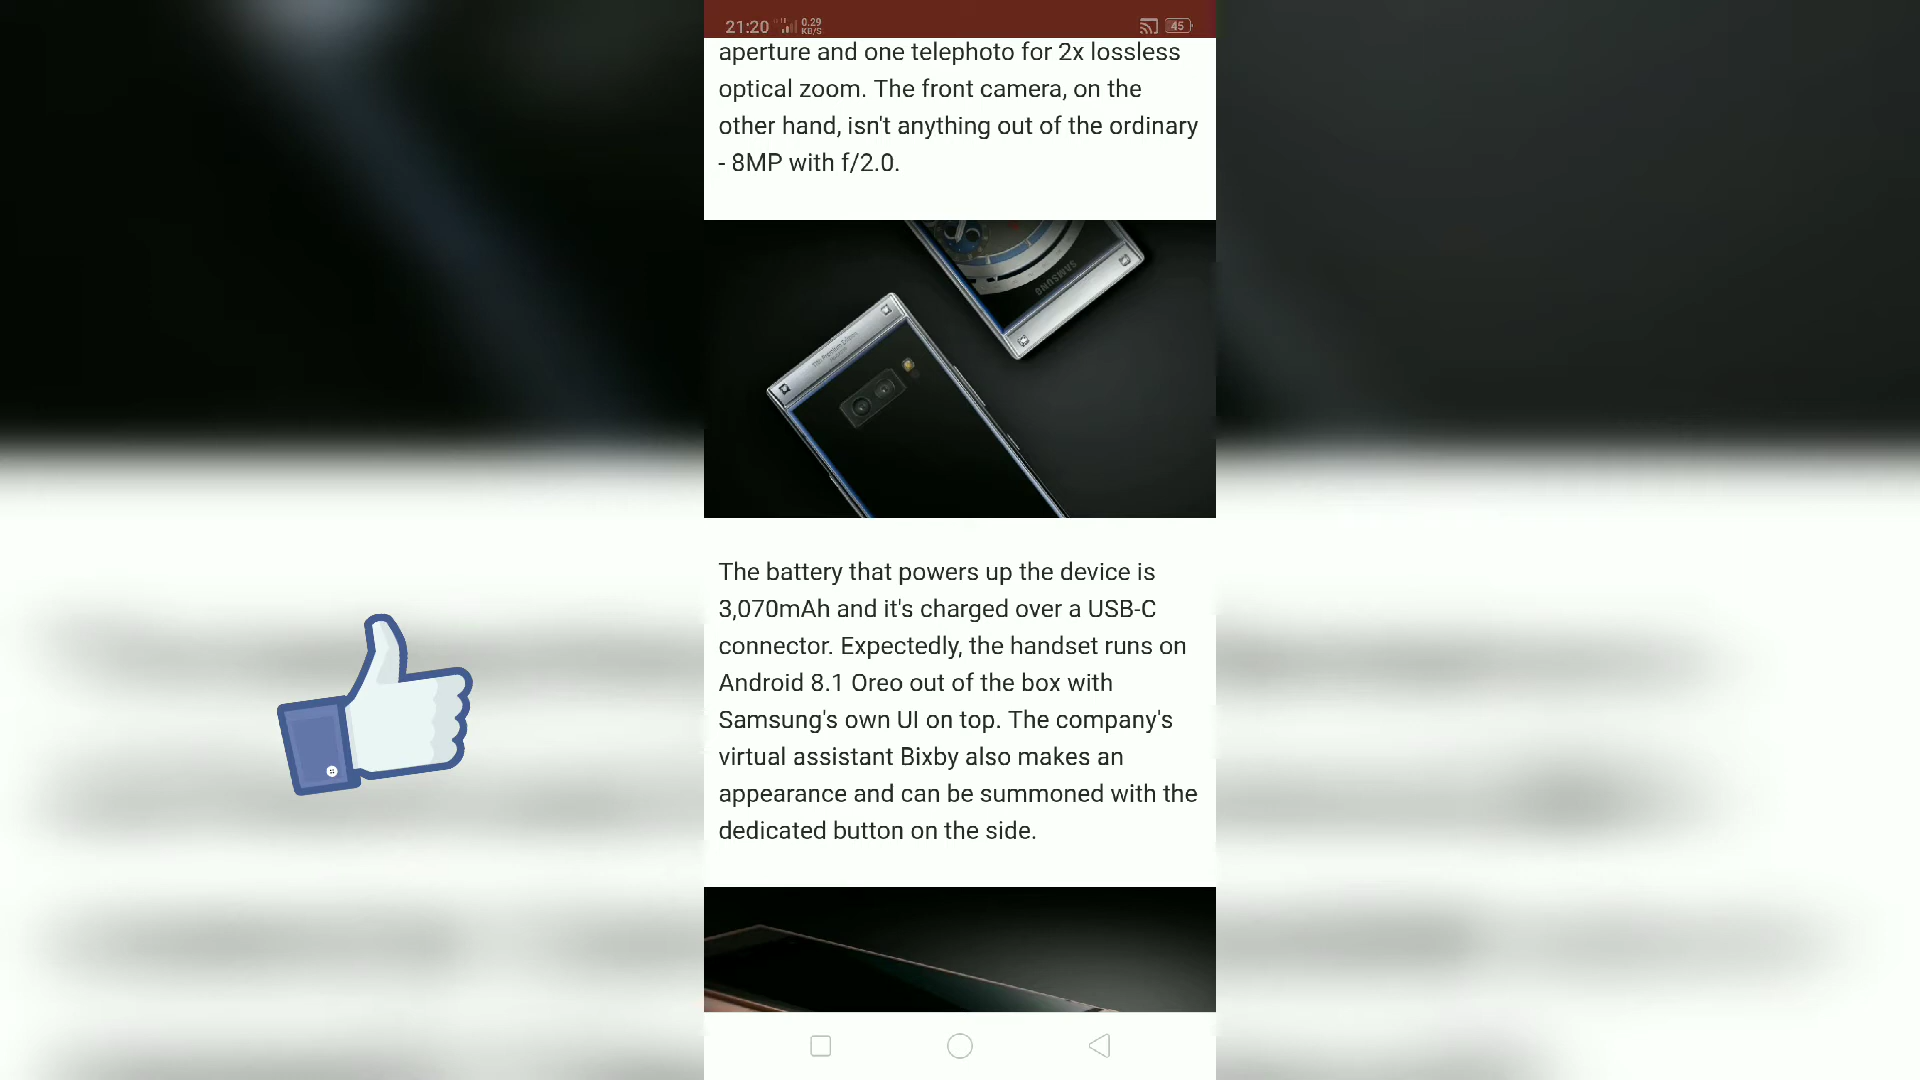 21:20 0.29 KB/S 45
aperture and one telephoto for 2x lossless
optical zoom. The front camera, on the
other hand, isn't anything out of the ordinary
- 8MP with f/2.0.
SAMSUNG
The battery that powers up the device is
3,070mAh and it's charged over a USB-C
connector. Expectedly, the handset runs on
Android 8.1 Oreo out of the box with
Samsung's own UI on top. The company's
virtual assistant Bixby also makes an
appearance and can be summoned with the
dedicated button on the side.